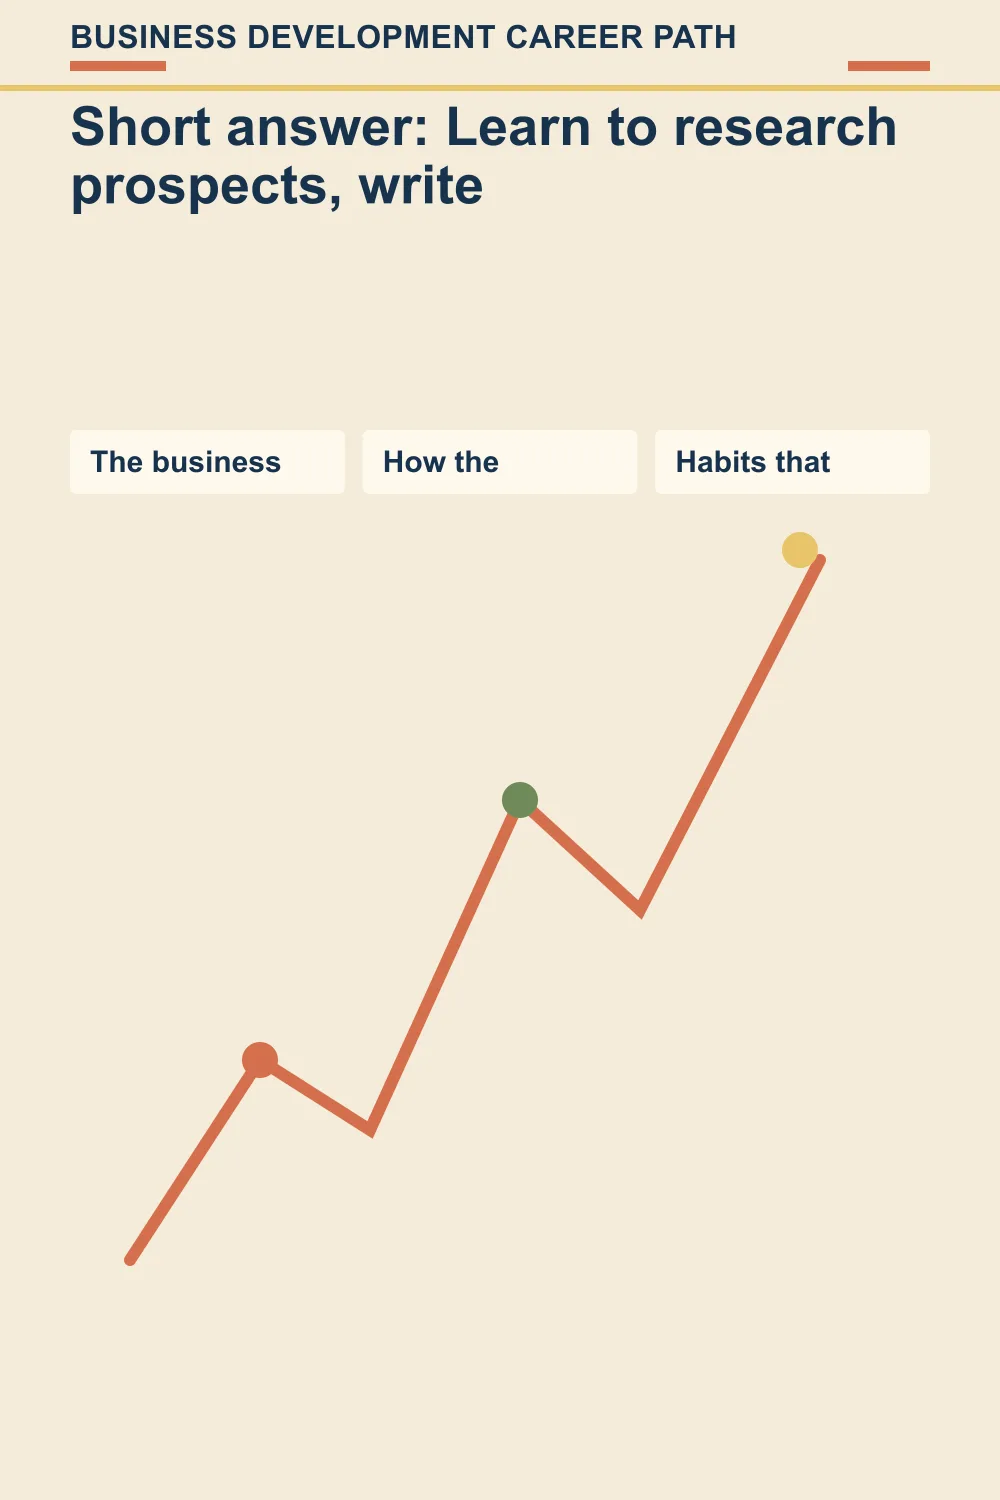 BUSINESS DEVELOPMENT CAREER PATH
Short answer: Learn to research
prospects, write
The business
How the
Habits that